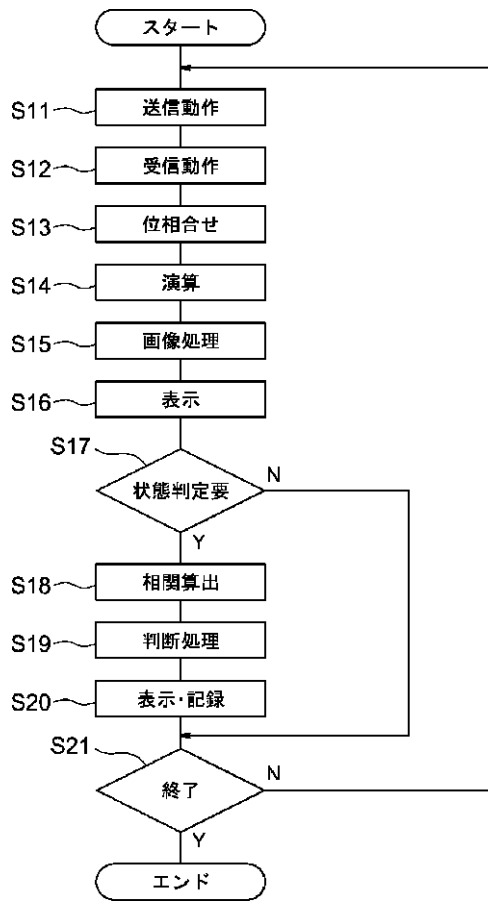 スタート
S11
送信動作
S12
受信動作
S13
位相合せ
S14
演算
S15
画像処理
S16
表示
S17
状態判定要
N
Y
S18
相関算出
S19
判断処理
S20
表示・記録
S21
終了
N
Y
エンド